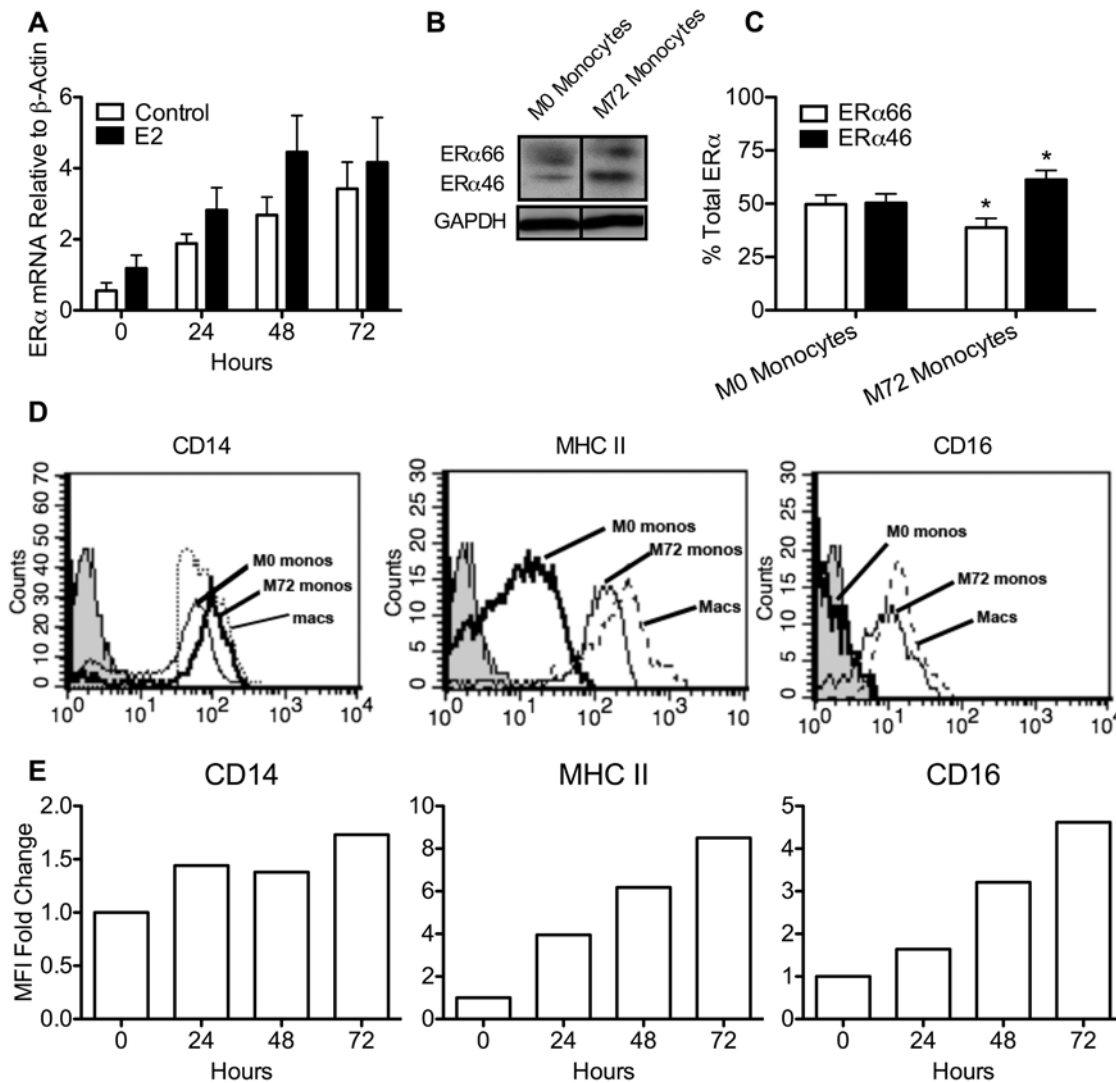 A
ERα mRNA Relative to β-Actin
6
4
2
0
Control
E2
0 24 48 72
Hours
B
M0 Monocytes
M72 Monocytes
ERα66
ERα46
GAPDH
C
% Total ERα
100
75
50
25
0
ERα66
ERα46
*
*
M0 Monocytes
M72 Monocytes
D
CD14
Counts
70
60
50
40
30
20
10
0
M0 monos
M72 monos
macs
10⁰ 10¹ 10² 10³ 10⁴
MHC II
Counts
30
25
20
15
10
5
0
M0 monos
M72 monos
Macs
10⁰ 10¹ 10² 10³ 10⁴
CD16
Counts
30
25
20
15
10
5
0
M0 monos
M72 monos
Macs
10⁰ 10¹ 10² 10³ 10⁴
E
CD14
MFI Fold Change
2.0
1.5
1.0
0.5
0.0
0 24 48 72
Hours
MHC II
10
8
6
4
2
0
0 24 48 72
Hours
CD16
5
4
3
2
1
0
0 24 48 72
Hours